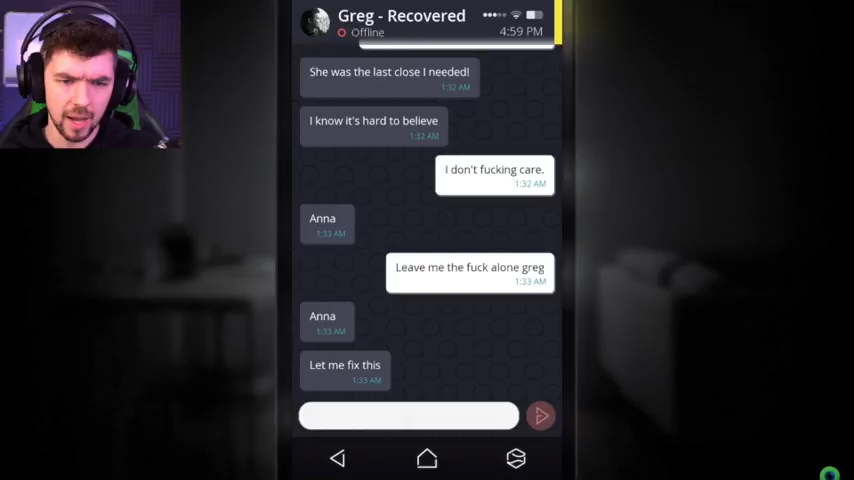 Greg - Recovered
Offline
4:59 PM
She was the last close I needed!
1:32 AM
I know it's hard to believe
1:32 AM
I don't fucking care.
1:32 AM
Anna
1:33 AM
Leave me the fuck alone greg
1:33 AM
Anna
1:33 AM
Let me fix this
1:33 AM